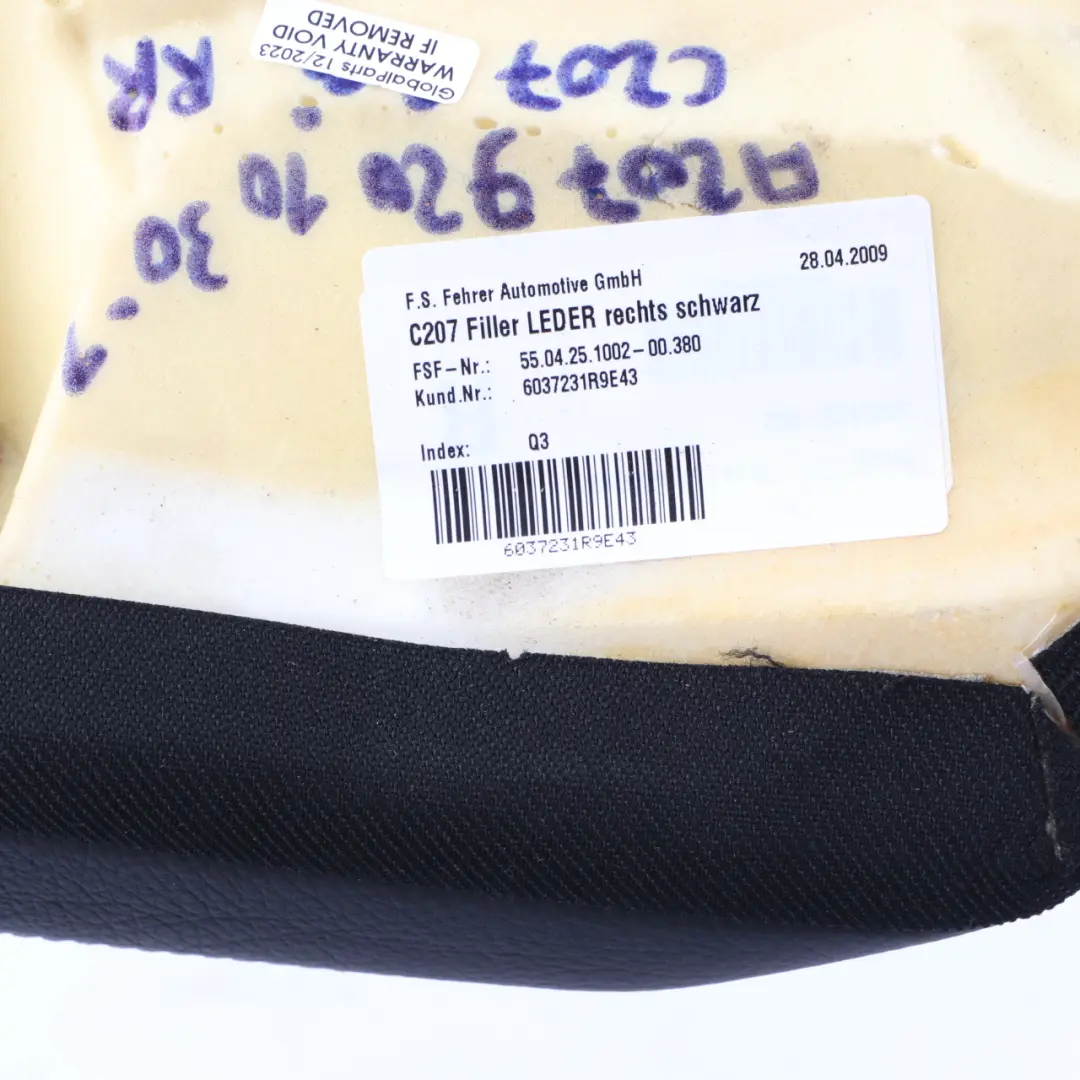 GlobalParts 12/2023
WARRANTY VOID
IF REMOVED
C207
RR
A207 920 10 30
F.S. Fehrer Automotive GmbH
28.04.2009
C207 Filler LEDER rechts schwarz
FSF-Nr.: 55.04.25.1002-00.380
Kund.Nr.: 6037231R9E43
Index: Q3
6037231R9E43